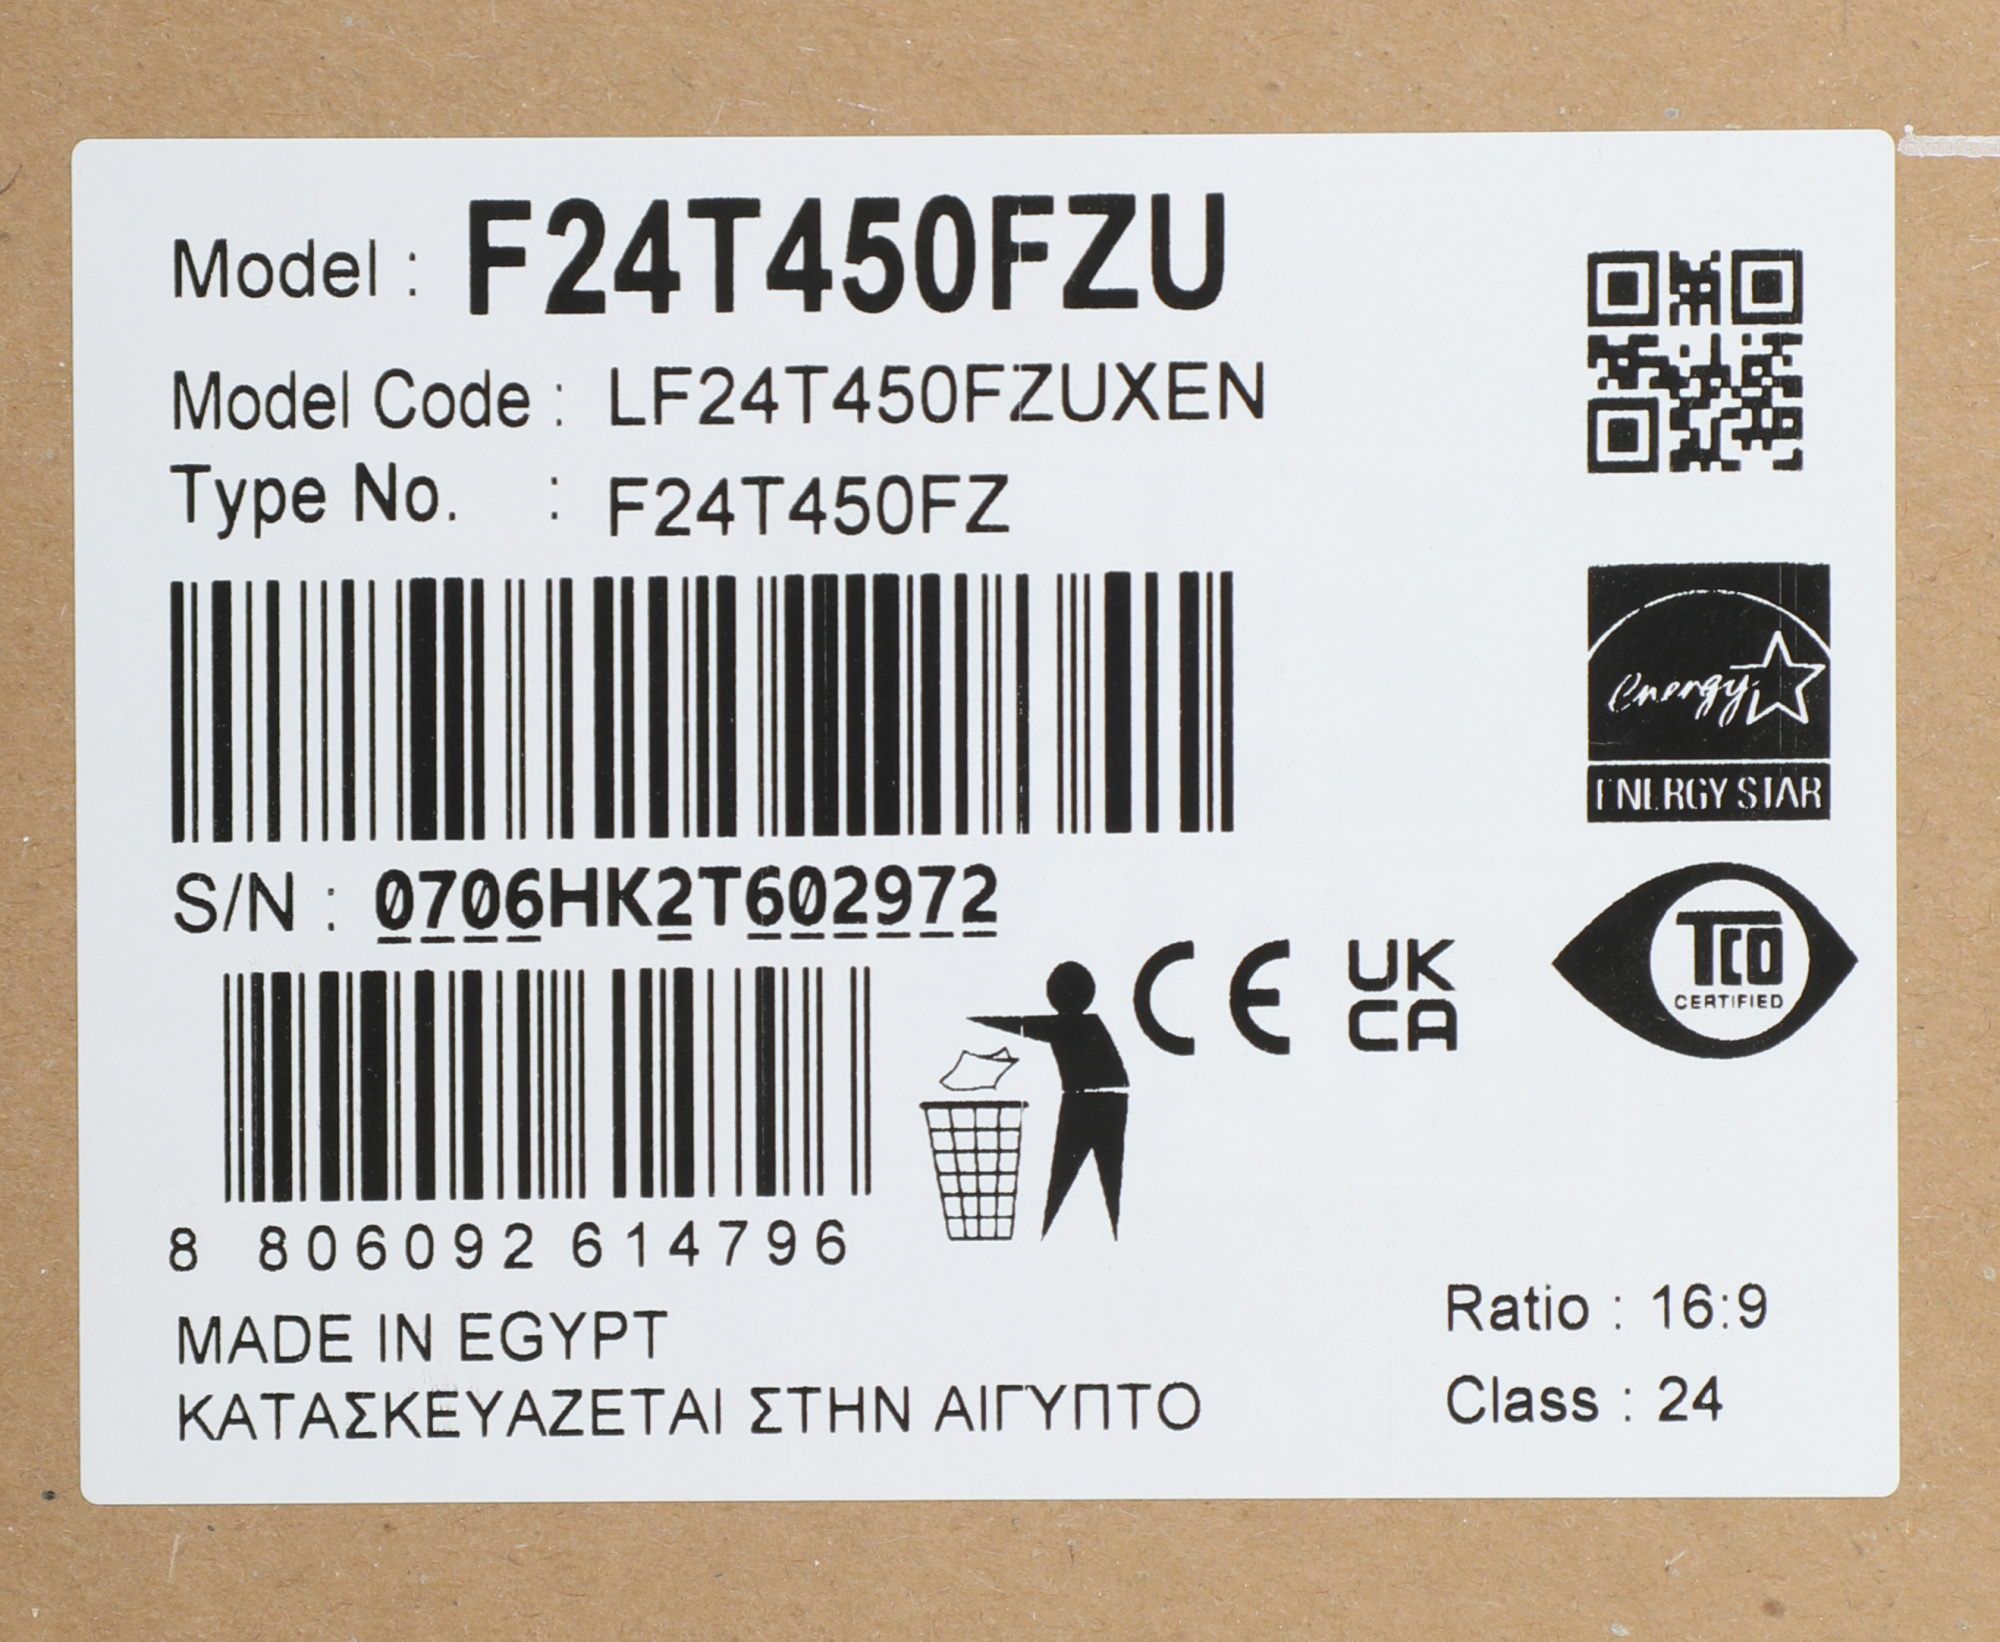 Model : F24T450FZU
Model Code : LF24T450FZUXEN
Type No. : F24T450FZ
energy
ENERGY STAR
S/N : 0706HK2T602972
CE
UK
CA
TCO
CERTIFIED
8 806092 614796
MADE IN EGYPT
ΚΑΤΑΣΚΕΥΑΖΕΤΑΙ ΣΤΗΝ ΑΙΓΥΠΤΟ
Ratio : 16:9
Class : 24